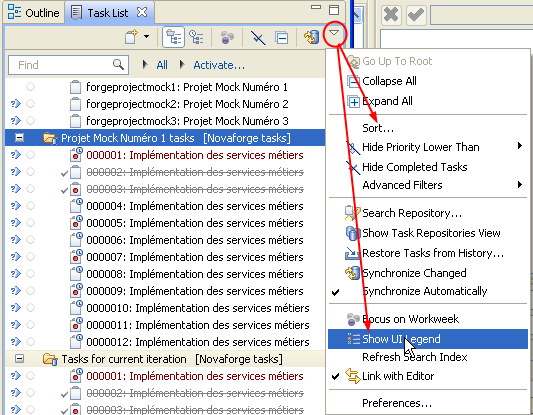 Outline
Task List
Find
All
Activate...
forgeprojectmock1: Projet Mock Numéro 1
forgeprojectmock2: Projet Mock Numéro 2
forgeprojectmock3: Projet Mock Numéro 3
Projet Mock Numéro 1 tasks [Novaforge tasks]
000001: Implémentation des services métiers
000002: Implémentation des services métiers
000003: Implémentation des services métiers
000004: Implémentation des services métiers
000005: Implémentation des services métiers
000006: Implémentation des services métiers
000007: Implémentation des services métiers
000008: Implémentation des services métiers
000009: Implémentation des services métiers
0000010: Implémentation des services métiers
0000011: Implémentation des services métiers
0000012: Implémentation des services métiers
Tasks for current iteration [Novaforge tasks]
000001: Implémentation des services métiers
000002: Implémentation des services métiers
000003: Implémentation des services métiers
Go Up To Root
Collapse All
Expand All
Sort...
Hide Priority Lower Than
Hide Completed Tasks
Advanced Filters
Search Repository...
Show Task Repositories View
Restore Tasks from History...
Synchronize Changed
Synchronize Automatically
Focus on Workweek
Show UI Legend
Refresh Search Index
Link with Editor
Preferences...